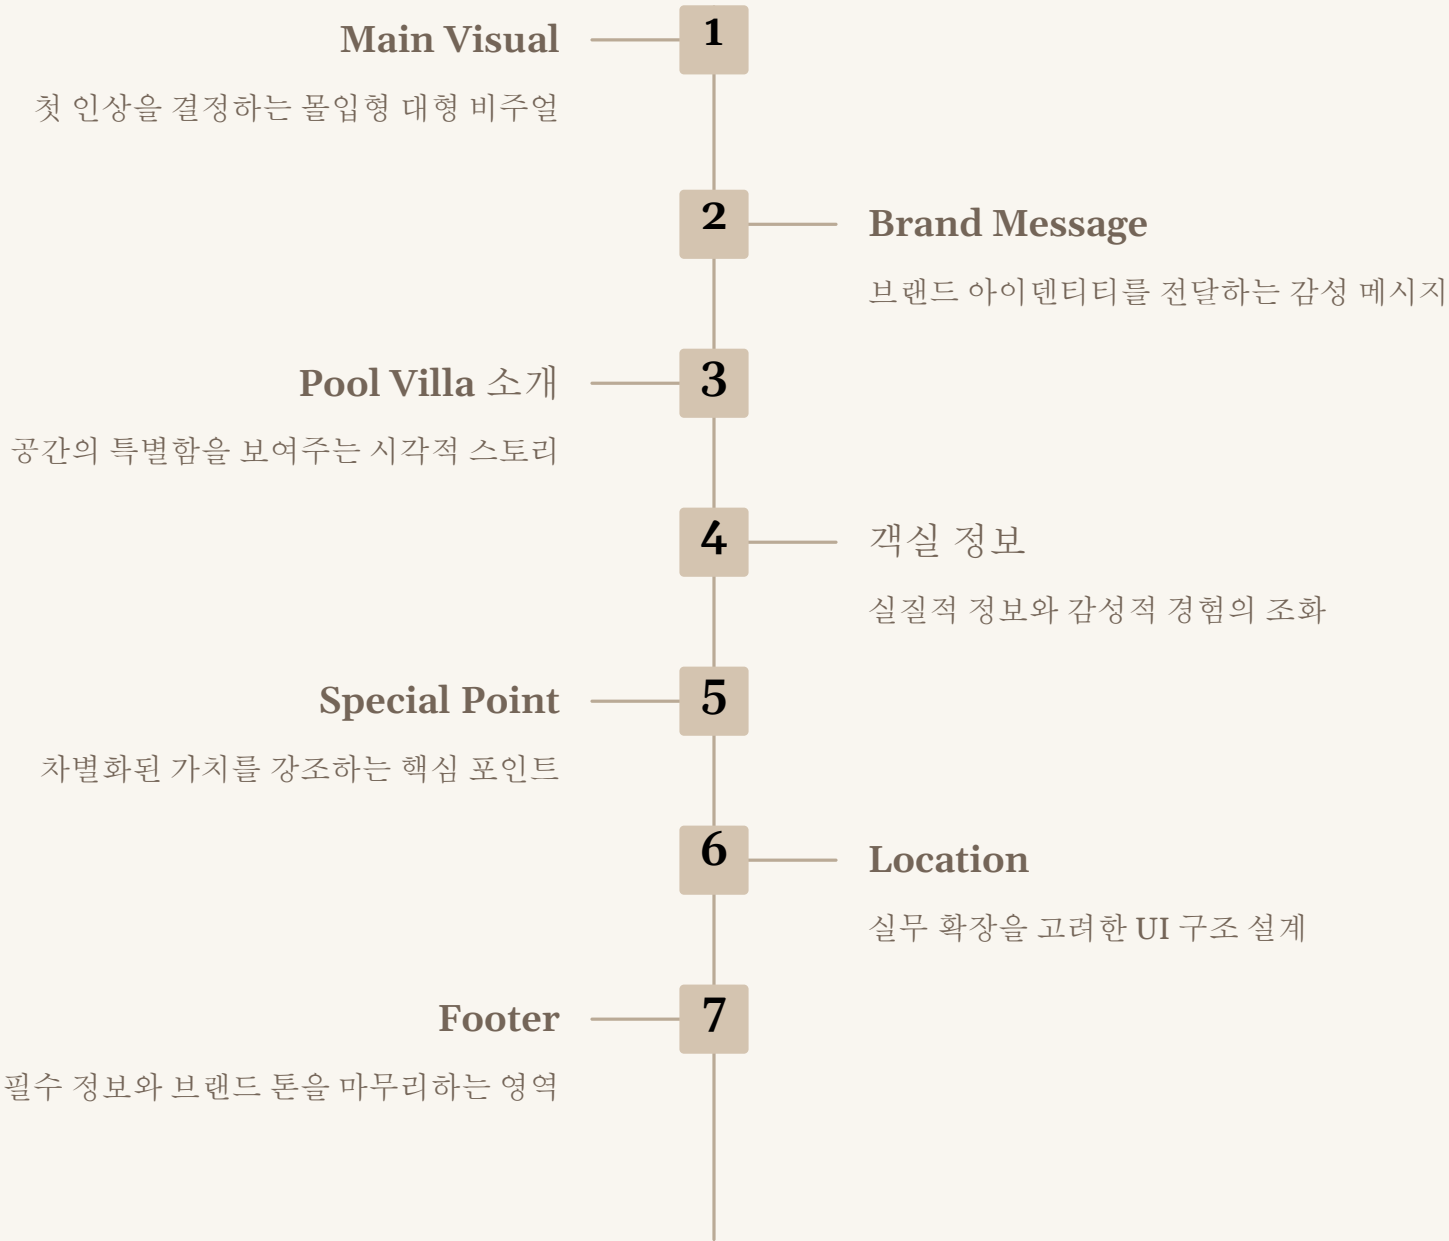 1
Main Visual
첫 인상을 결정하는 몰입형 대형 비주얼
2
Brand Message
브랜드 아이덴티티를 전달하는 감성 메시지
3
Pool Villa 소개
공간의 특별함을 보여주는 시각적 스토리
4
객실 정보
실질적 정보와 감성적 경험의 조화
5
Special Point
차별화된 가치를 강조하는 핵심 포인트
6
Location
실무 확장을 고려한 UI 구조 설계
7
Footer
필수 정보와 브랜드 톤을 마무리하는 영역